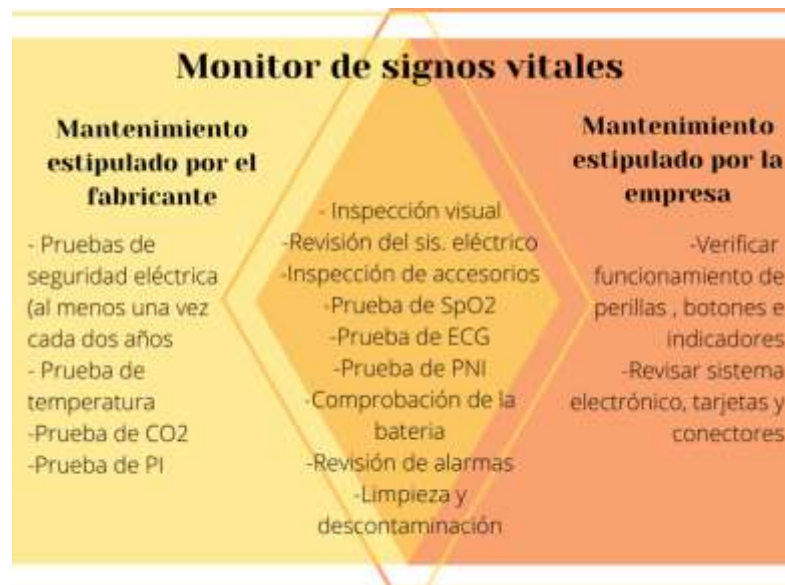 Monitor de signos vitales
Mantenimiento
estipulado por el
fabricante
- Pruebas de
seguridad eléctrica
(al menos una vez
cada dos años
- Prueba de
temperatura
-Prueba de CO2
-Prueba de PI
- Inspección visual
-Revisión del sis. eléctrico
-Inspección de accesorios
-Prueba de SpO2
-Prueba de ECG
-Prueba de PNI
-Comprobación de la
bateria
-Revisión de alarmas
-Limpieza y
descontaminación
Mantenimiento
estipulado por la
empresa
-Verificar
funcionamiento de
perillas , botones e
indicadores
-Revisar sistema
electrónico, tarjetas y
conectores